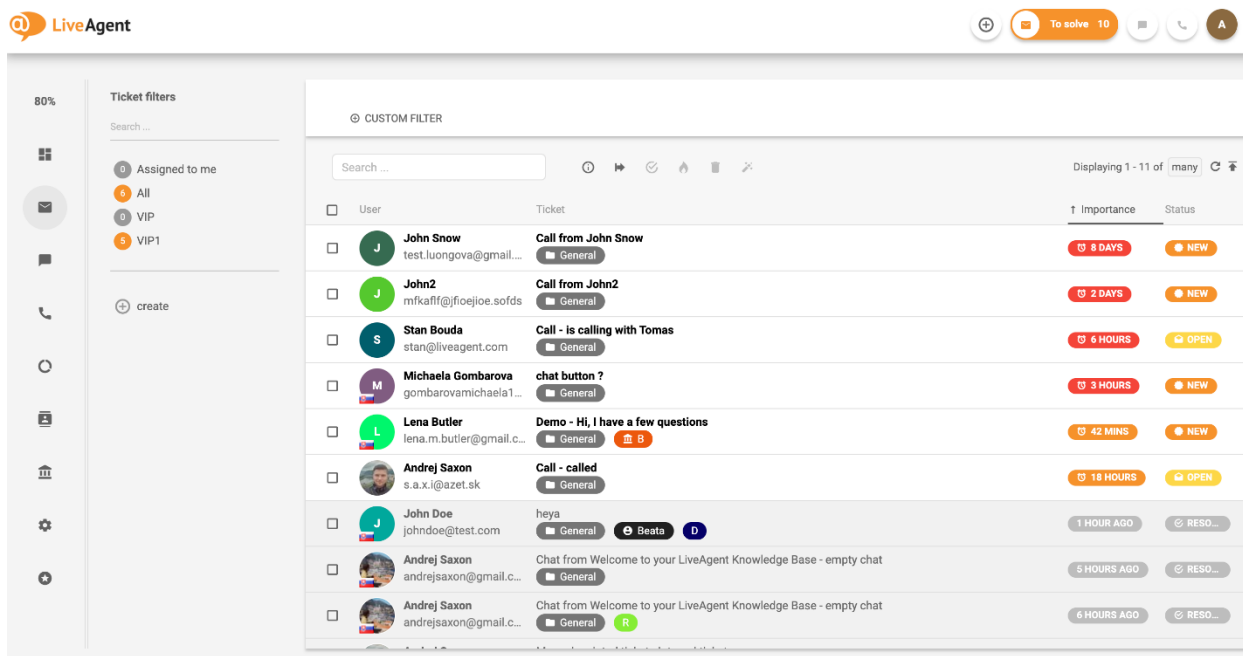 LiveAgent
To solve 10
A
80%
Ticket filters
Search ...
0 Assigned to me
6 All
0 VIP
5 VIP1
create
CUSTOM FILTER
Search ...
Displaying 1 - 11 of many
User Ticket ↑ Importance Status
J John Snow Call from John Snow
test.luongova@gmail.... General 8 DAYS NEW
J John2 Call from John2
mfkaflf@jfioejioe.sofds General 2 DAYS NEW
S Stan Bouda Call - is calling with Tomas
stan@liveagent.com General 6 HOURS OPEN
M Michaela Gombarova chat button ?
gombarovamichaela1... General 3 HOURS NEW
L Lena Butler Demo - Hi, I have a few questions
lena.m.butler@gmail.c... General B 42 MINS NEW
Andrej Saxon Call - called
s.a.x.i@azet.sk General 18 HOURS OPEN
J John Doe heya
johndoe@test.com General Beata D 1 HOUR AGO RESO...
Andrej Saxon Chat from Welcome to your LiveAgent Knowledge Base - empty chat
andrejsaxon@gmail.c... General 5 HOURS AGO RESO...
Andrej Saxon Chat from Welcome to your LiveAgent Knowledge Base - empty chat
andrejsaxon@gmail.c... General R 6 HOURS AGO RESO...